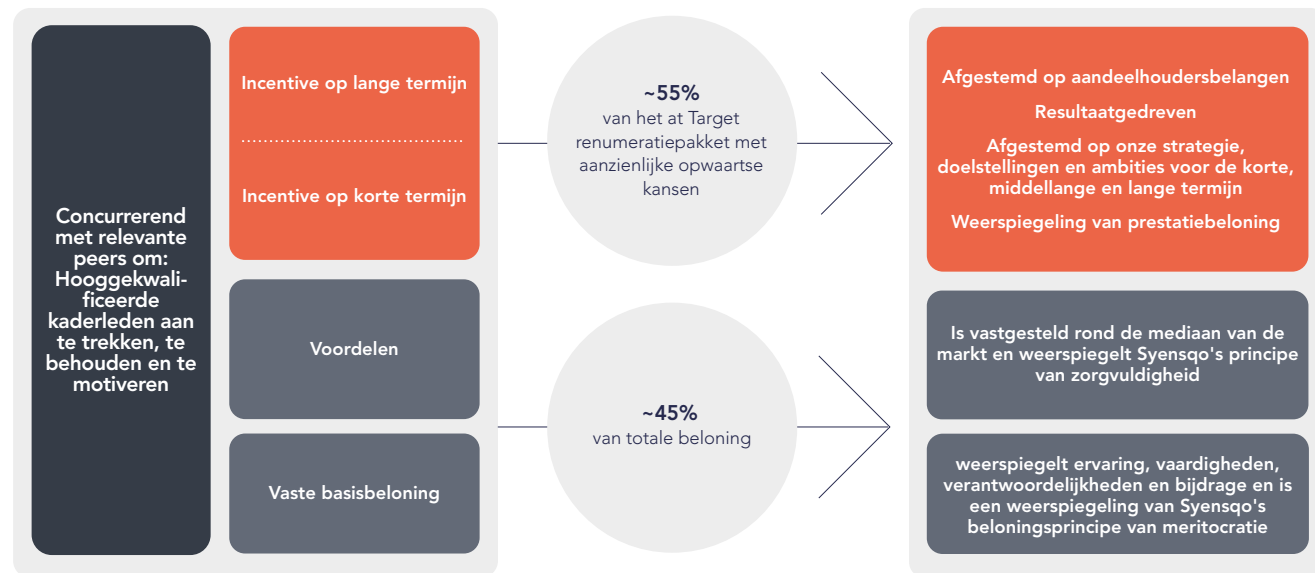 Concurrerend
met relevante
peers om:
Hooggekwali-
ficeerde
kaderleden aan
te trekken, te
behouden en te
motiveren
Incentive op lange termijn
Incentive op korte termijn
Voordelen
Vaste basisbeloning
~55%
van het at Target
renumeratiepakket met
aanzienlijke opwaartse
kansen
~45%
van totale beloning
Afgestemd op aandeelhoudersbelangen
Resultaatgedreven
Afgestemd op onze strategie,
doelstellingen en ambities voor de korte,
middellange en lange termijn
Weerspiegeling van prestatiebeloning
Is vastgesteld rond de mediaan van de
markt en weerspiegelt Syensqo's principe
van zorgvuldigheid
weerspiegelt ervaring, vaardigheden,
verantwoordelijkheden en bijdrage en is
een weerspiegeling van Syensqo's
beloningsprincipe van meritocratie